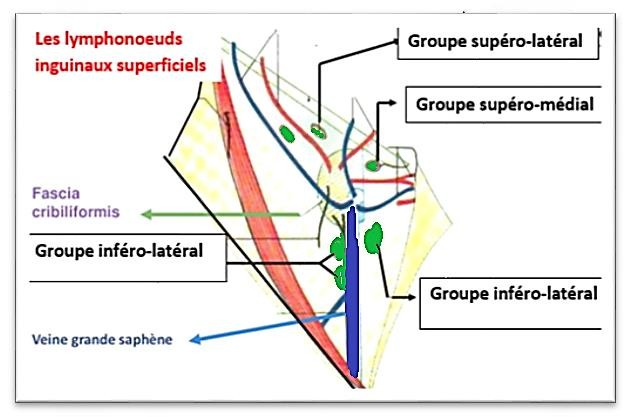 Les lymphonoeuds
inguinaux superficiels
Groupe supéro-latéral
Groupe supéro-médial
Fascia
cribiliformis
Groupe inféro-latéral
Groupe inféro-latéral
Veine grande saphène